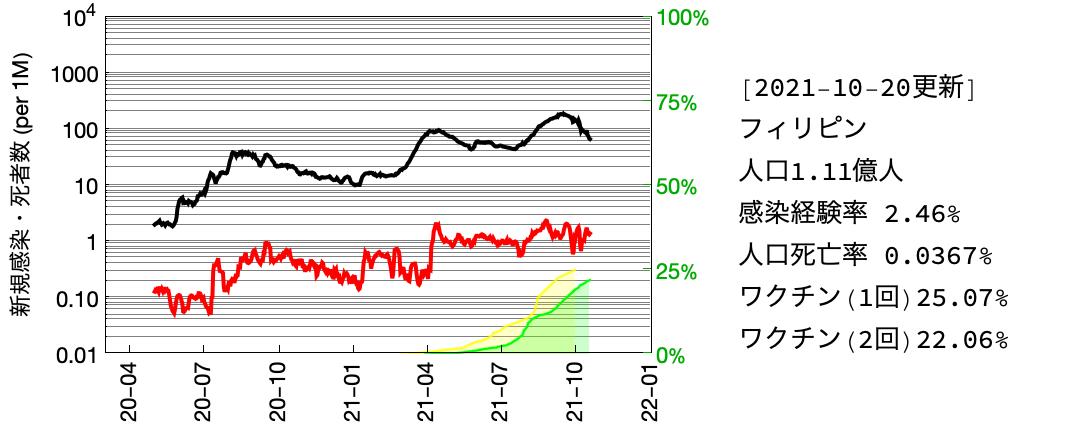 新規感染・死者数 (per 1M)
10^4
1000
100
10
1
0.10
0.01
100%
75%
50%
25%
0%
20-04
20-07
20-10
21-01
21-04
21-07
21-10
22-01
[2021-10-20更新]
フィリピン
人口1.11億人
感染経験率 2.46%
人口死亡率 0.0367%
ワクチン(1回)25.07%
ワクチン(2回)22.06%